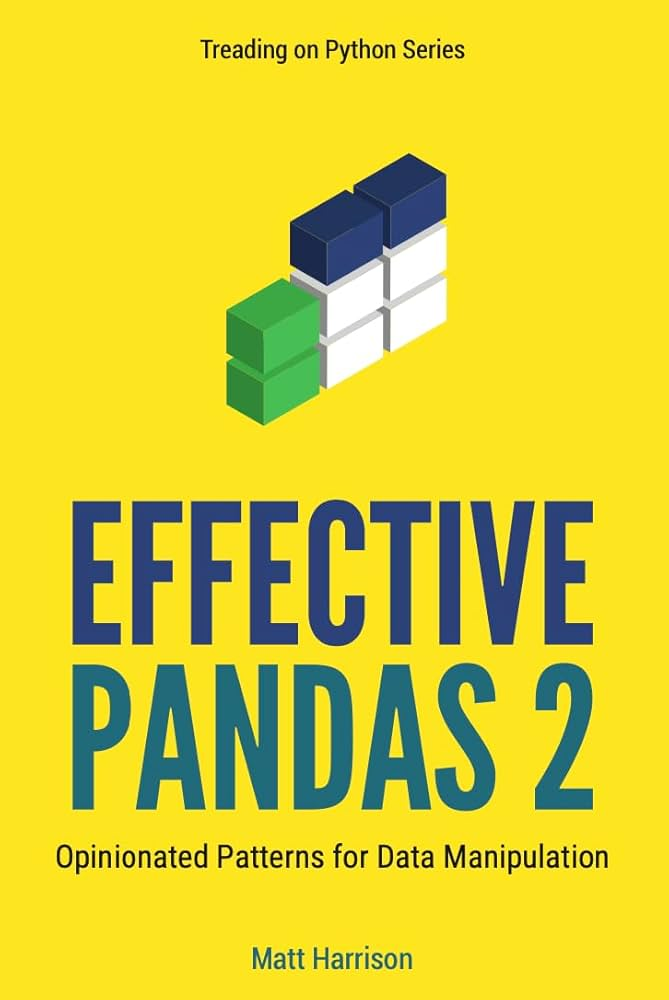 Treading on Python Series
EFFECTIVE
PANDAS 2
Opinionated Patterns for Data Manipulation
Matt Harrison